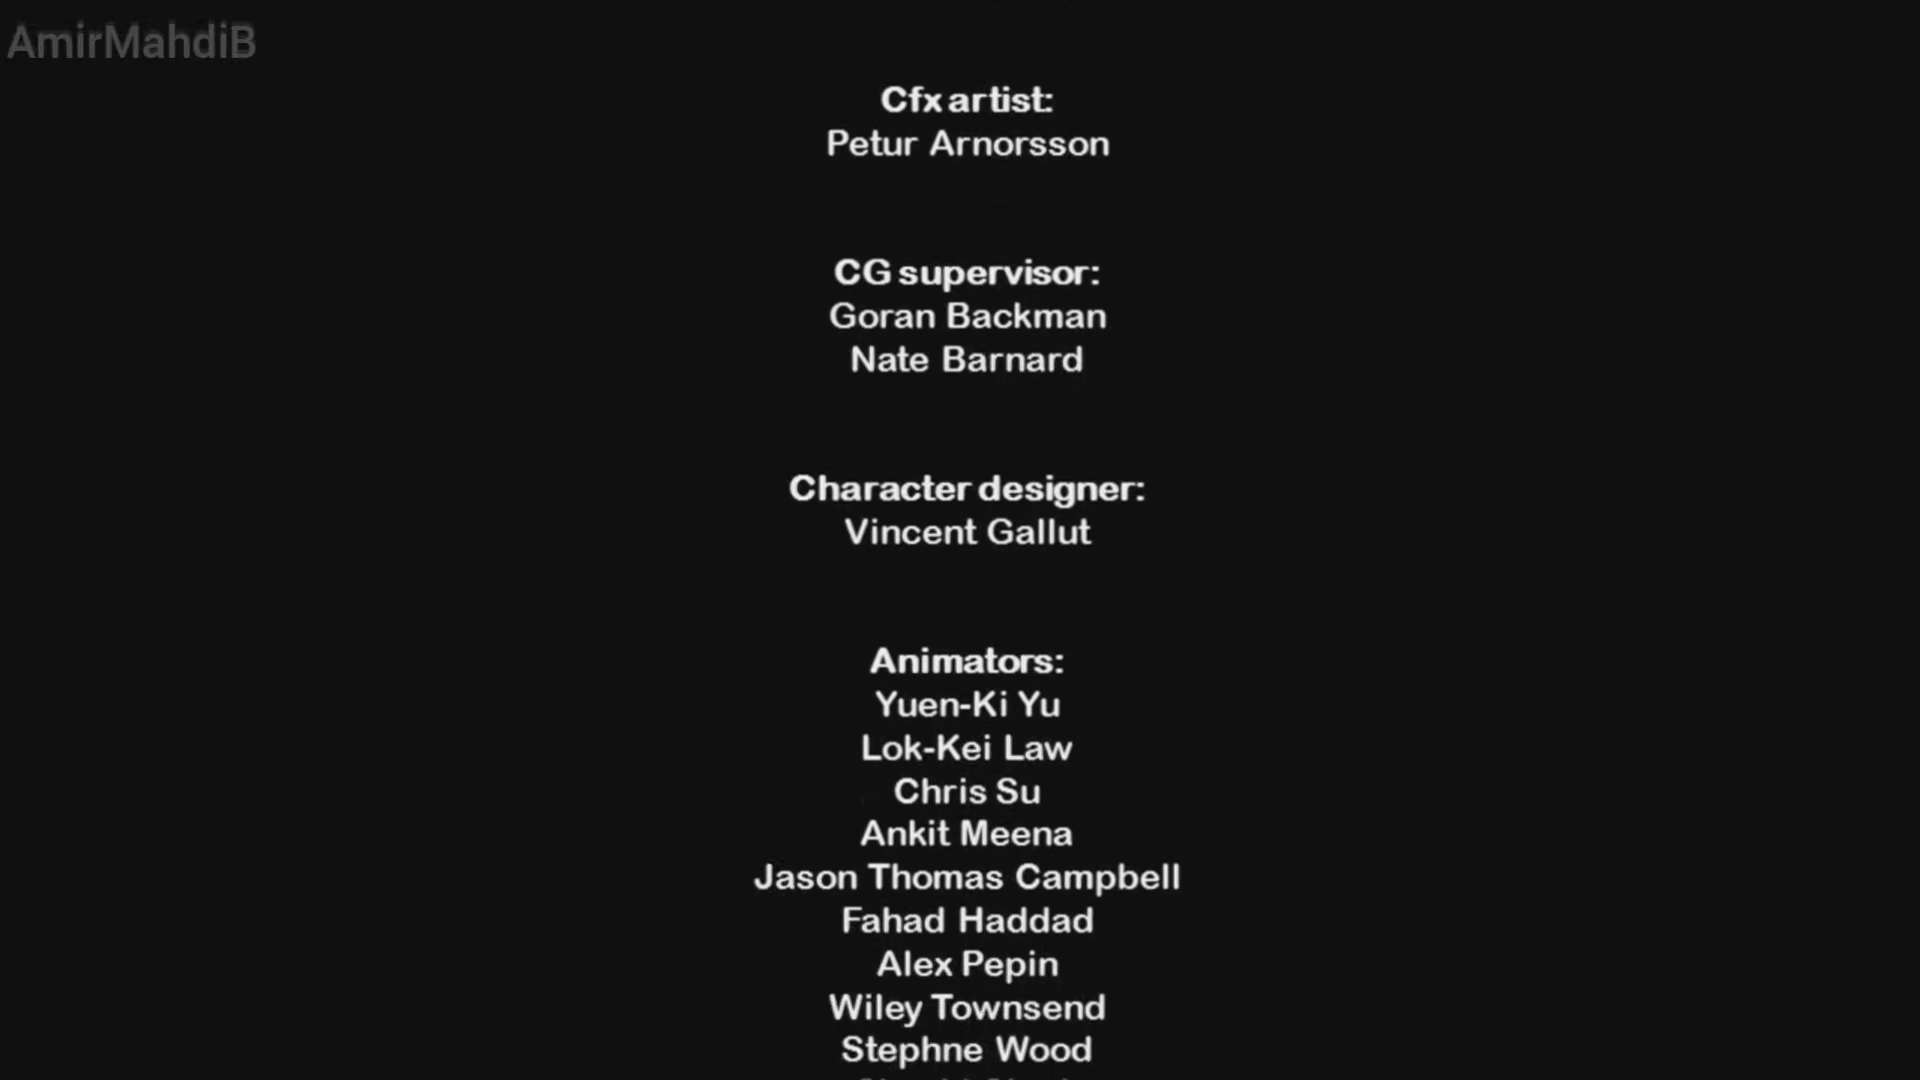 AmirMahdiB
Cfx artist:
Petur Arnorsson
CG supervisor:
Goran Backman
Nate Barnard
Character designer:
Vincent Gallut
Animators:
Yuen-Ki Yu
Lok-Kei Law
Chris Su
Ankit Meena
Jason Thomas Campbell
Fahad Haddad
Alex Pepin
Wiley Townsend
Stephne Wood